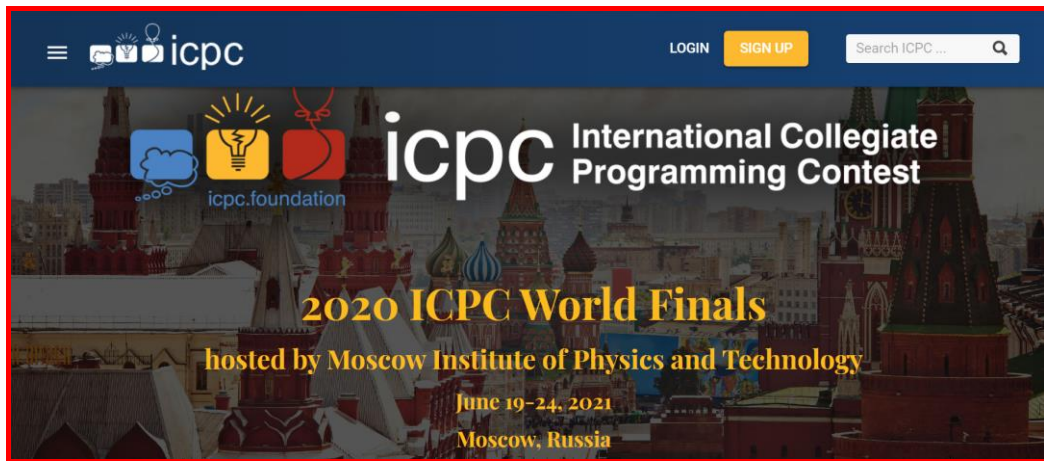 icpc
LOGIN
SIGN UP
Search ICPC ...
icpc.foundation
icpc
International Collegiate
Programming Contest
2020 ICPC World Finals
hosted by Moscow Institute of Physics and Technology
June 19-24, 2021
Moscow, Russia